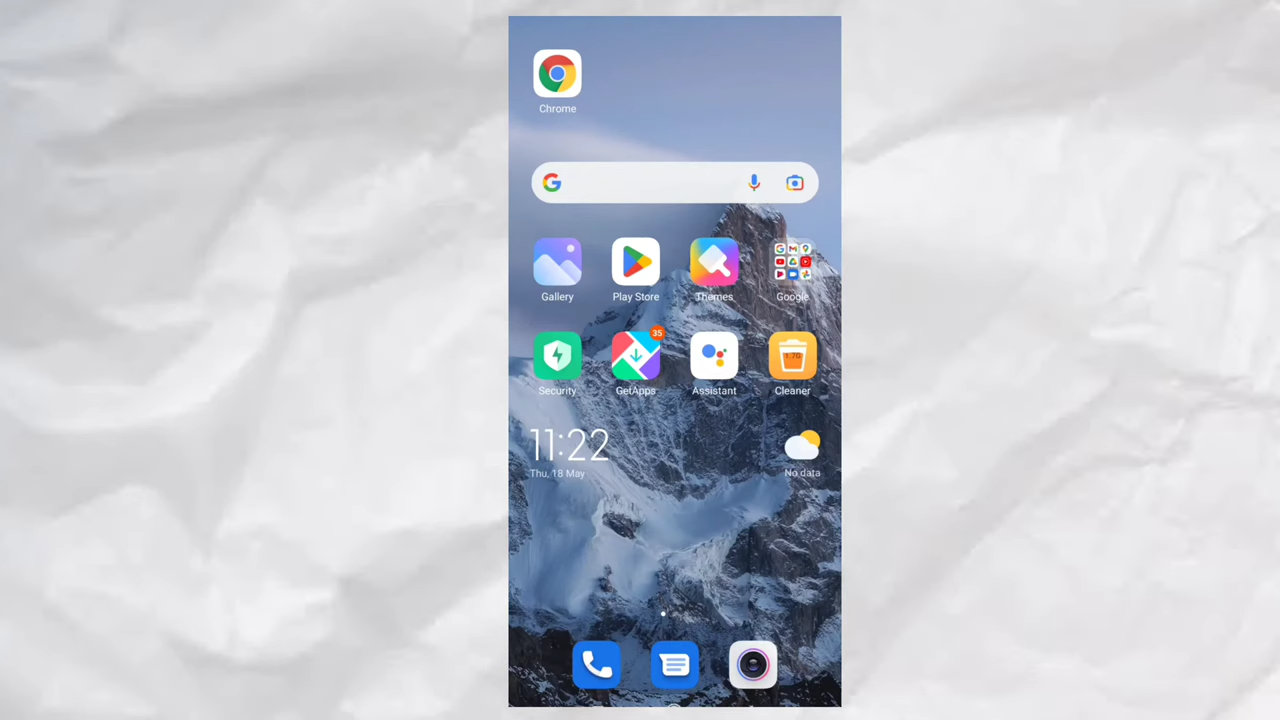 Chrome
Gallery
Play Store
Themes
Google
35
Security
GetApps
Assistant
Cleaner
11:22
Thu, 18 May
No data